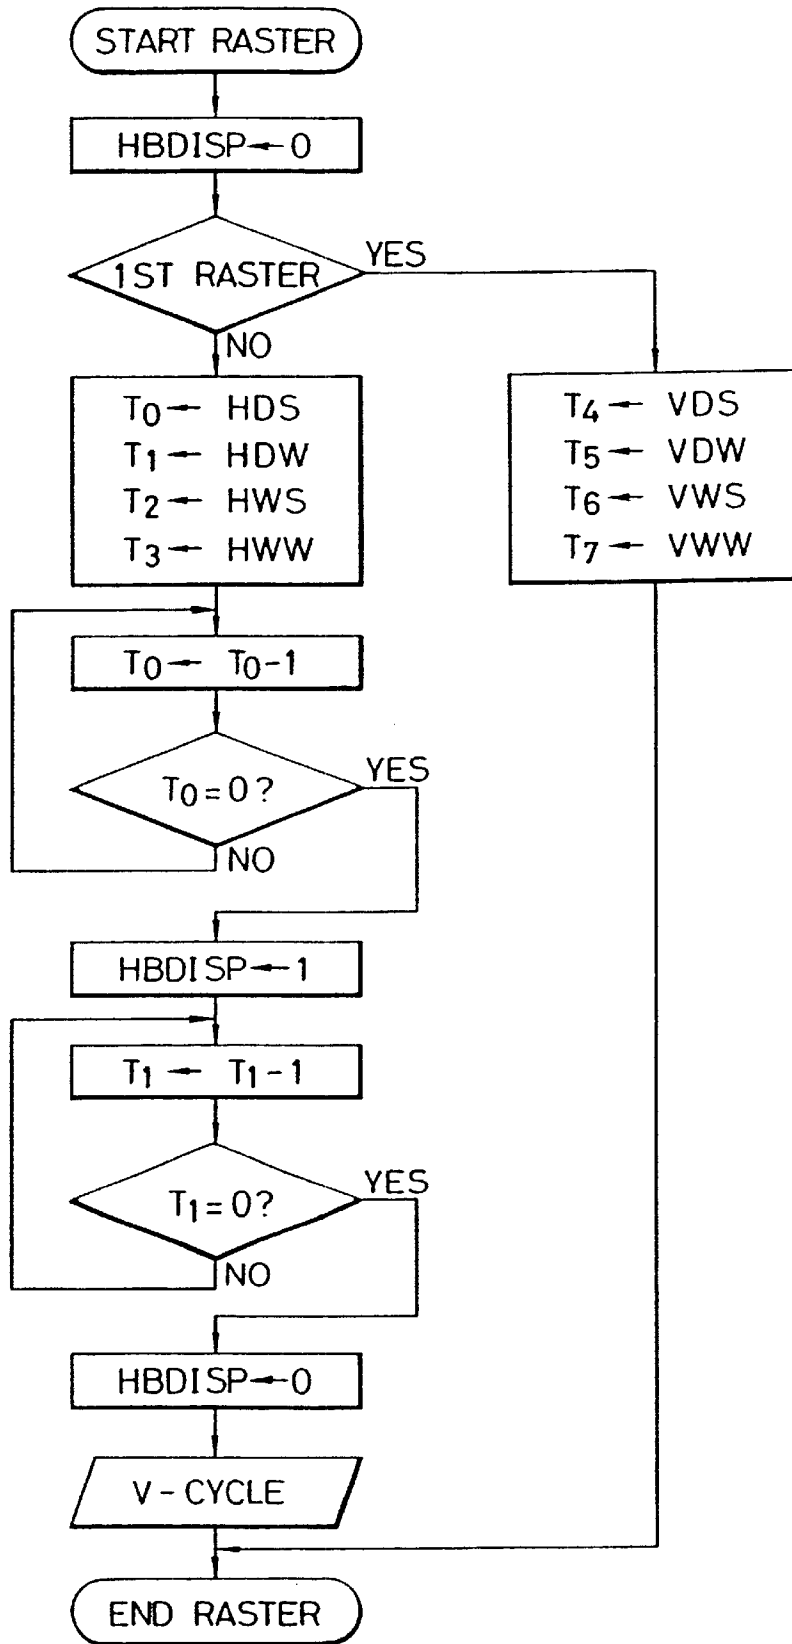 START RASTER
HBDISP←0
1ST RASTER
YES
NO
T0← HDS
T1← HDW
T2← HWS
T3← HWW
T4← VDS
T5← VDW
T6← VWS
T7← VWW
T0← T0-1
T0=0?
YES
NO
HBDISP←1
T1← T1-1
T1=0?
YES
NO
HBDISP←0
V-CYCLE
END RASTER